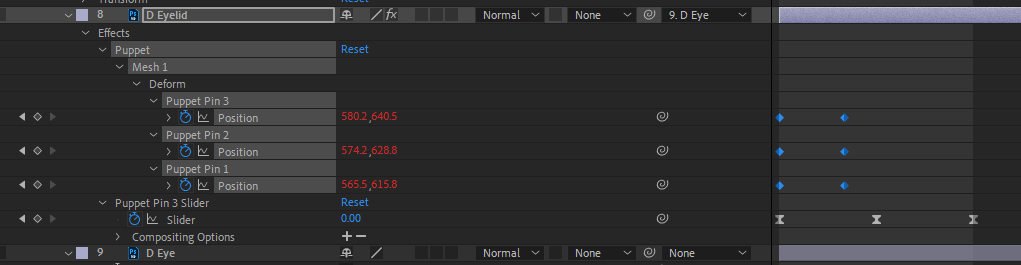 Transform Reset
8 Ps D Eyelid fx Normal None 9. D Eye
Effects
Puppet Reset
Mesh 1
Deform
Puppet Pin 3
Position 580.2,640.5
Puppet Pin 2
Position 574.2,628.8
Puppet Pin 1
Position 565.5,615.8
Puppet Pin 3 Slider Reset
Slider 0.00
Compositing Options + −
9 Ps D Eye Normal None None